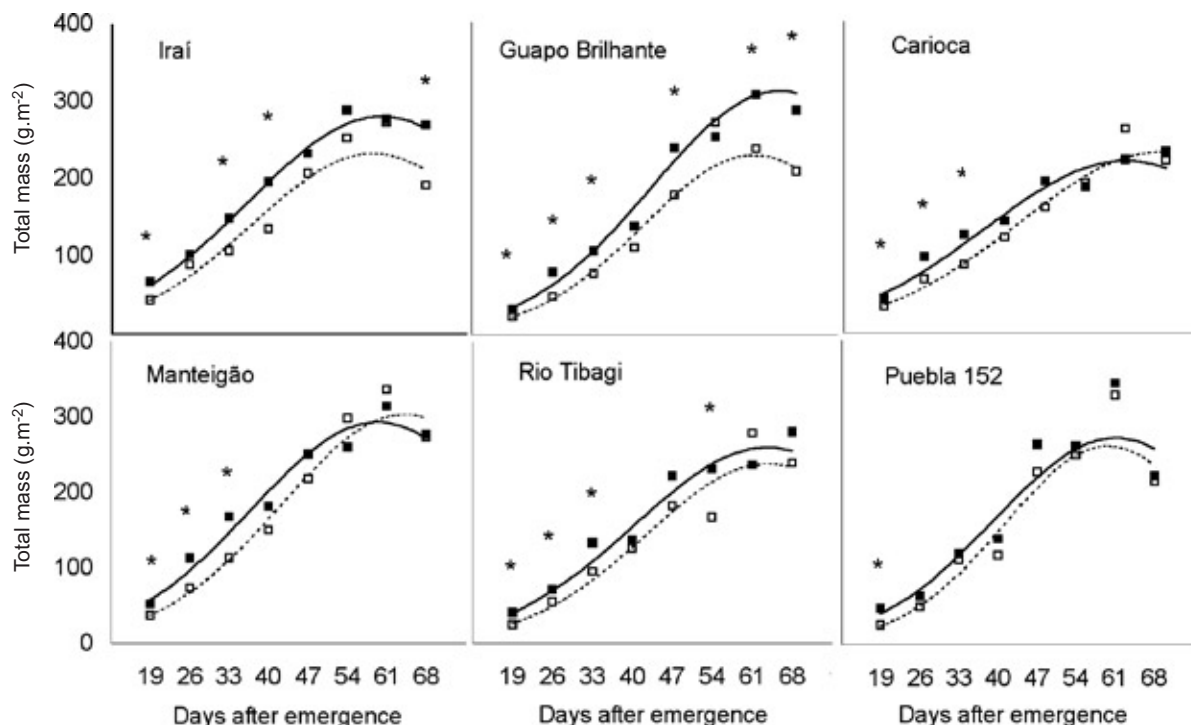 400
300
200
100
Total mass (g.m-2)
Iraí
*
*
*
*
Guapo Brilhante
*
*
*
*
*
*
Carioca
*
*
*
400
300
200
100
0
Total mass (g.m-2)
Manteigão
*
*
*
Rio Tibagi
*
*
*
*
Puebla 152
*
19 26 33 40 47 54 61 68
19 26 33 40 47 54 61 68
19 26 33 40 47 54 61 68
Days after emergence
Days after emergence
Days after emergence